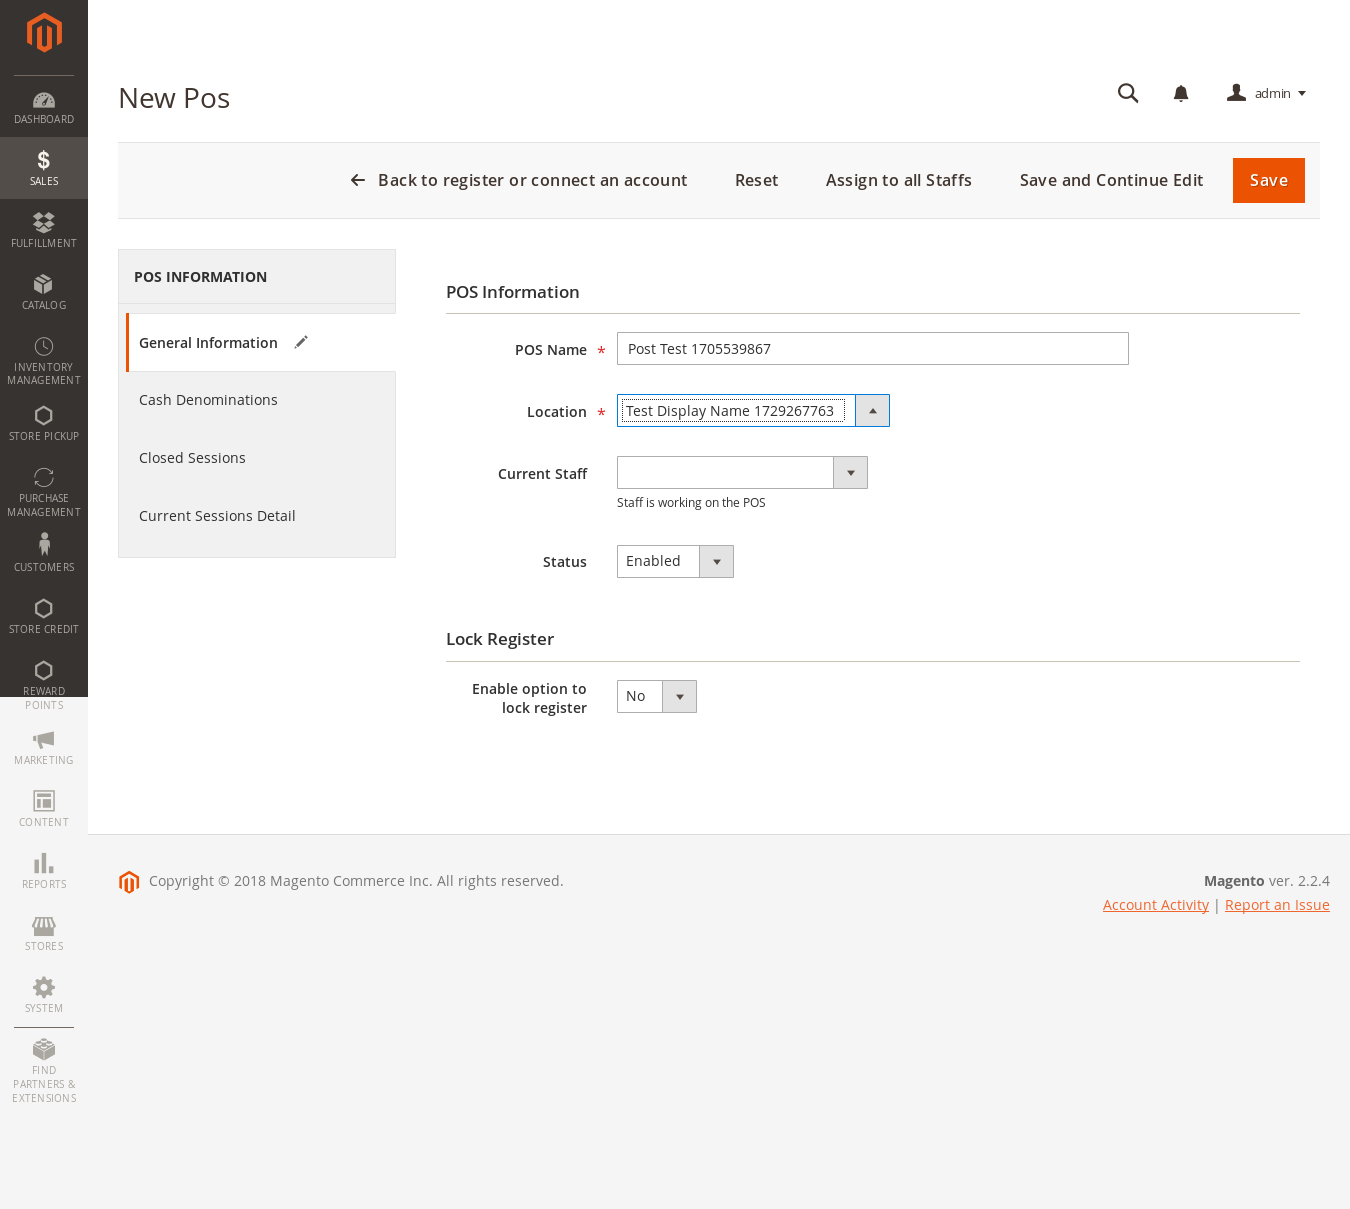 DASHBOARD
SALES
FULFILLMENT
CATALOG
INVENTORY
MANAGEMENT
STORE PICKUP
PURCHASE
MANAGEMENT
CUSTOMERS
STORE CREDIT
REWARD
POINTS
MARKETING
CONTENT
REPORTS
STORES
SYSTEM
FIND
PARTNERS &
EXTENSIONS
New Pos
admin
Back to register or connect an account
Reset
Assign to all Staffs
Save and Continue Edit
Save
POS INFORMATION
General Information
Cash Denominations
Closed Sessions
Current Sessions Detail
POS Information
POS Name * Post Test 1705539867
Location * Test Display Name 1729267763
Current Staff
Staff is working on the POS
Status Enabled
Lock Register
Enable option to
lock register
No
Copyright © 2018 Magento Commerce Inc. All rights reserved.
Magento ver. 2.2.4
Account Activity | Report an Issue